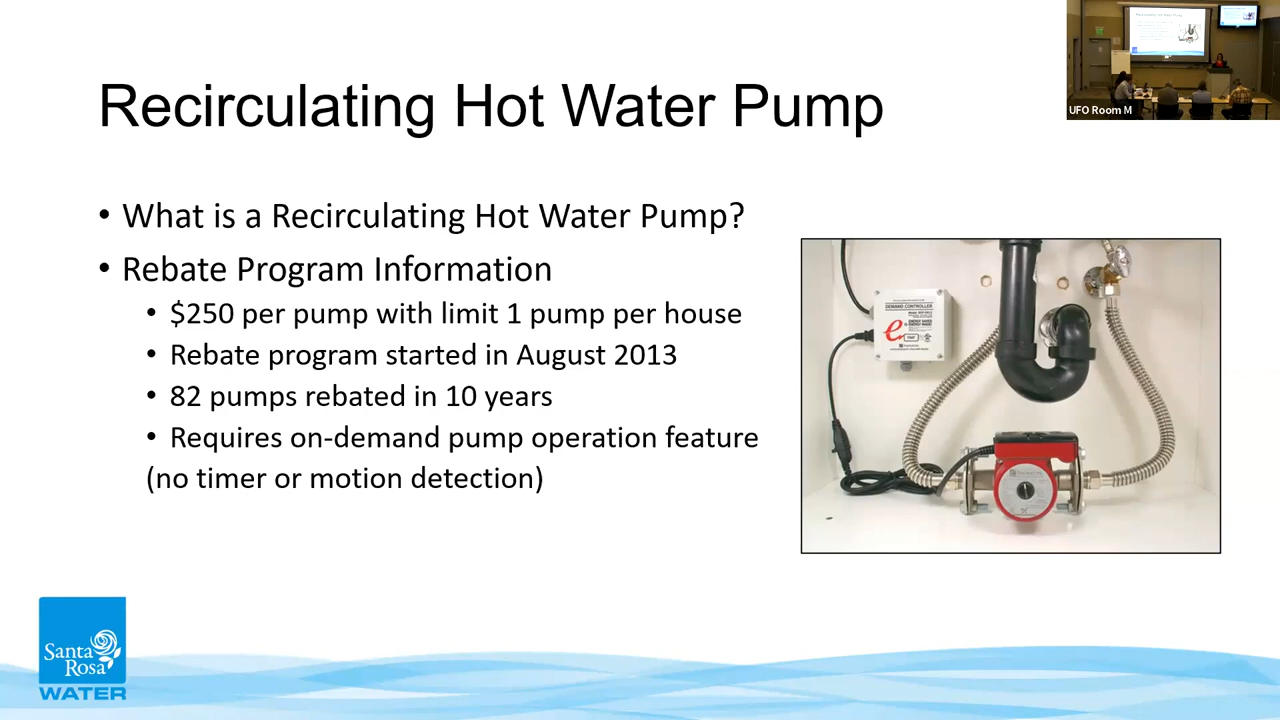 Recirculating Hot Water Pump
UFO Room M
• What is a Recirculating Hot Water Pump?
• Rebate Program Information
• $250 per pump with limit 1 pump per house
• Rebate program started in August 2013
• 82 pumps rebated in 10 years
• Requires on-demand pump operation feature
(no timer or motion detection)
DEMAND CONTROLLER
Santa
Rosa
WATER